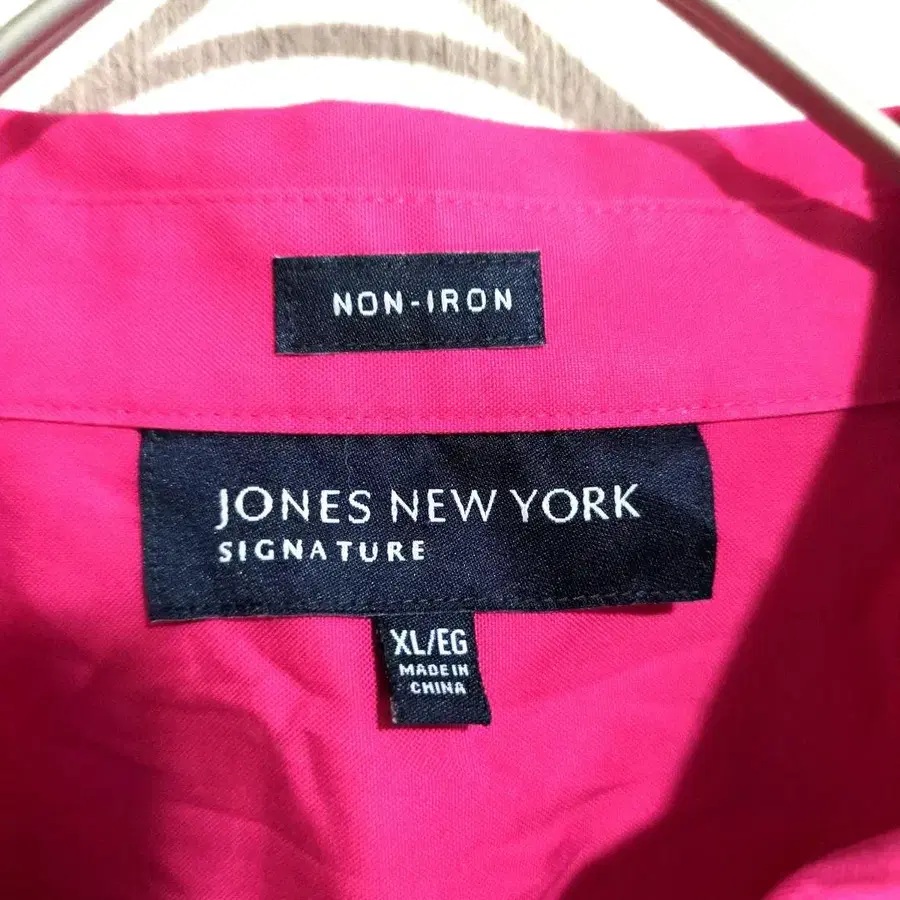 NON-IRON
JONES NEW YORK
SIGNATURE
XL/EG
MADE IN
CHINA